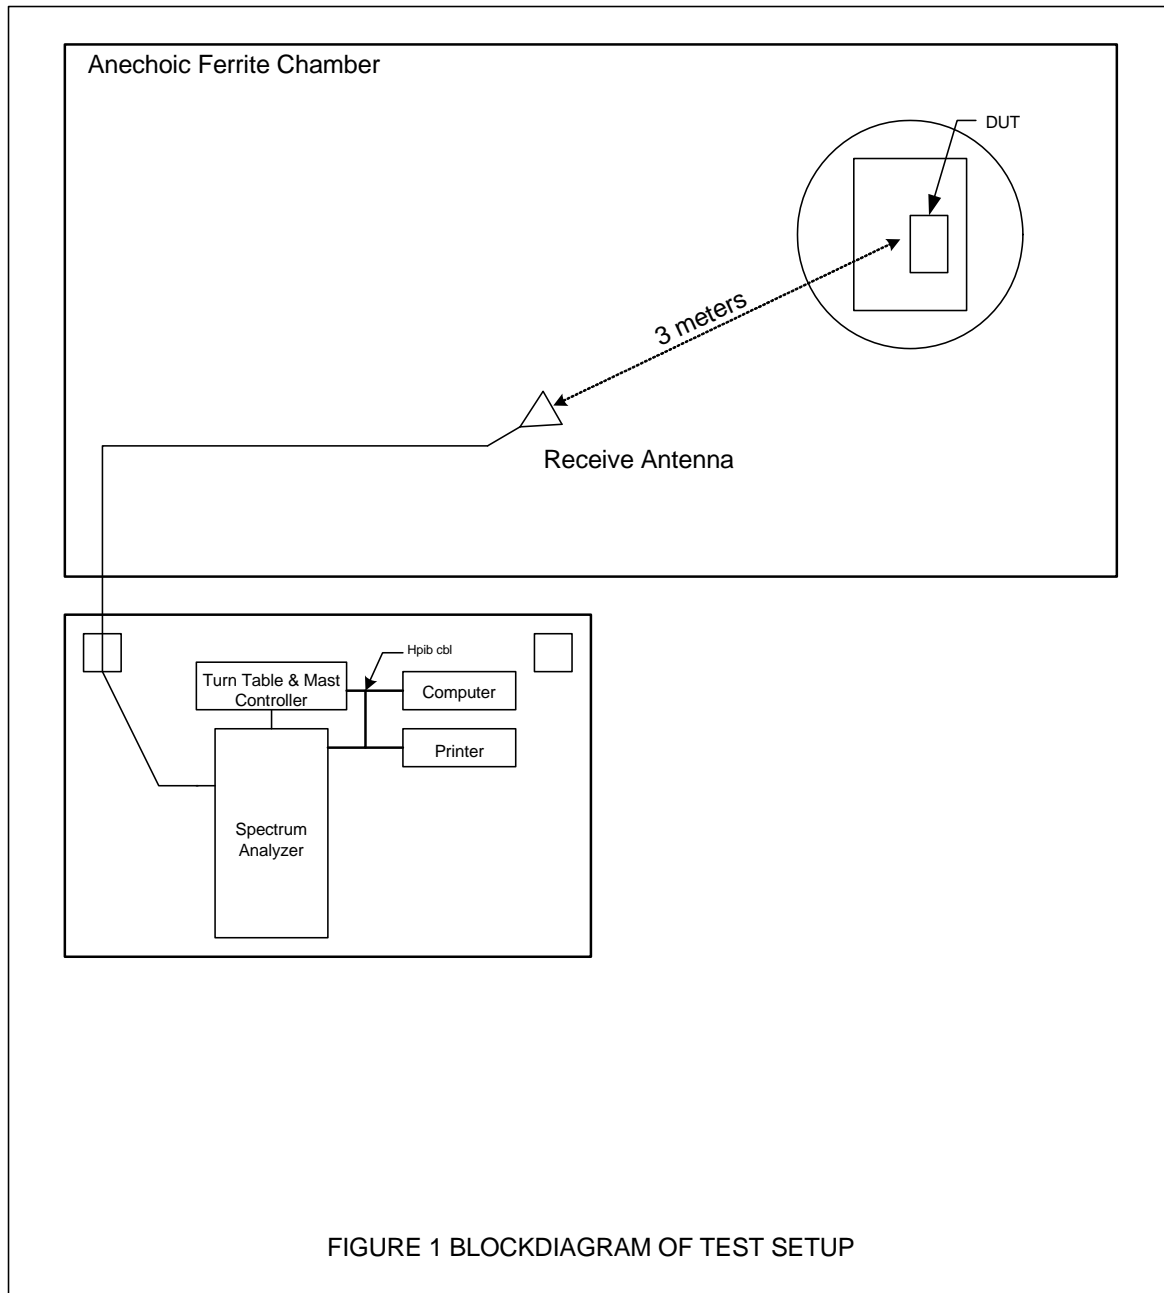 Anechoic Ferrite Chamber
DUT
3 meters
Receive Antenna
Hpib cbl
Turn Table & Mast
Controller
Computer
Printer
Spectrum
Analyzer
FIGURE 1 BLOCKDIAGRAM OF TEST SETUP